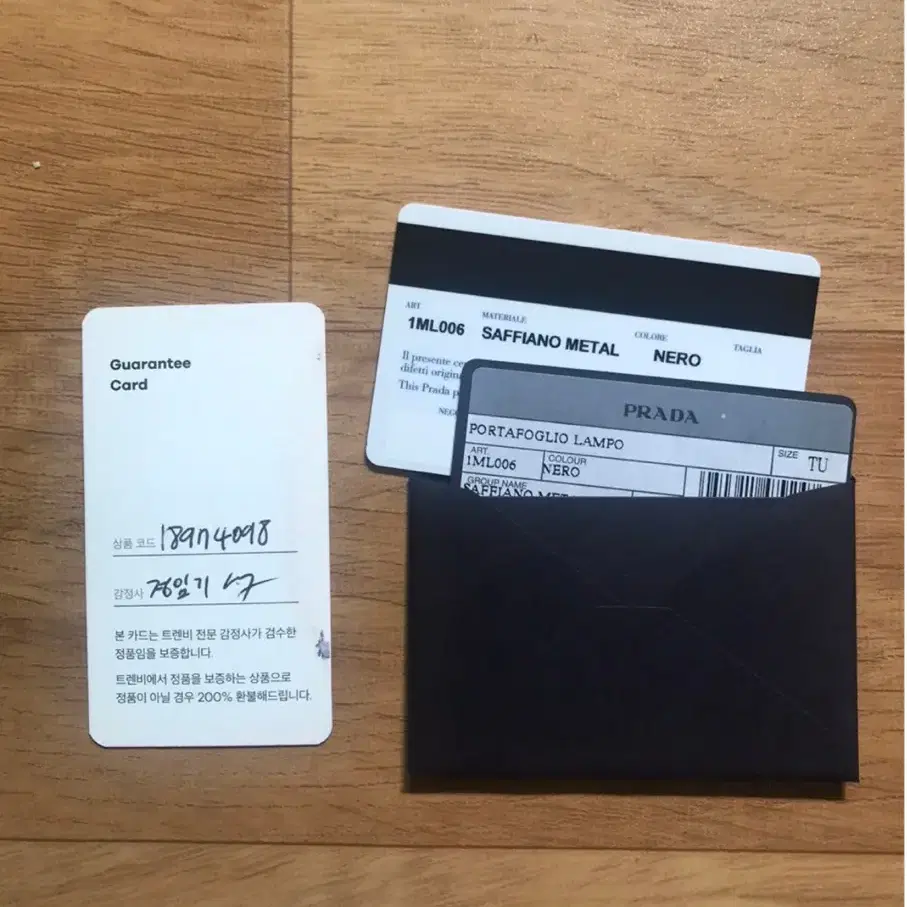 Guarantee
Card
상품 코드 189n4098
감정사
본 카드는 트렌비 전문 감정사가 검수한
정품임을 보증합니다.
트렌비에서 정품을 보증하는 상품으로
정품이 아닐 경우 200% 환불해드립니다.
ART MATERIALE COLORE TAGLIA
1ML006 SAFFIANO METAL NERO
Il presente
difetti
This Prada
PRADA
PORTAFOGLIO LAMPO SIZE TU
ART. COLOUR
1ML006 NERO
GROUP NAME
SAFFIANO